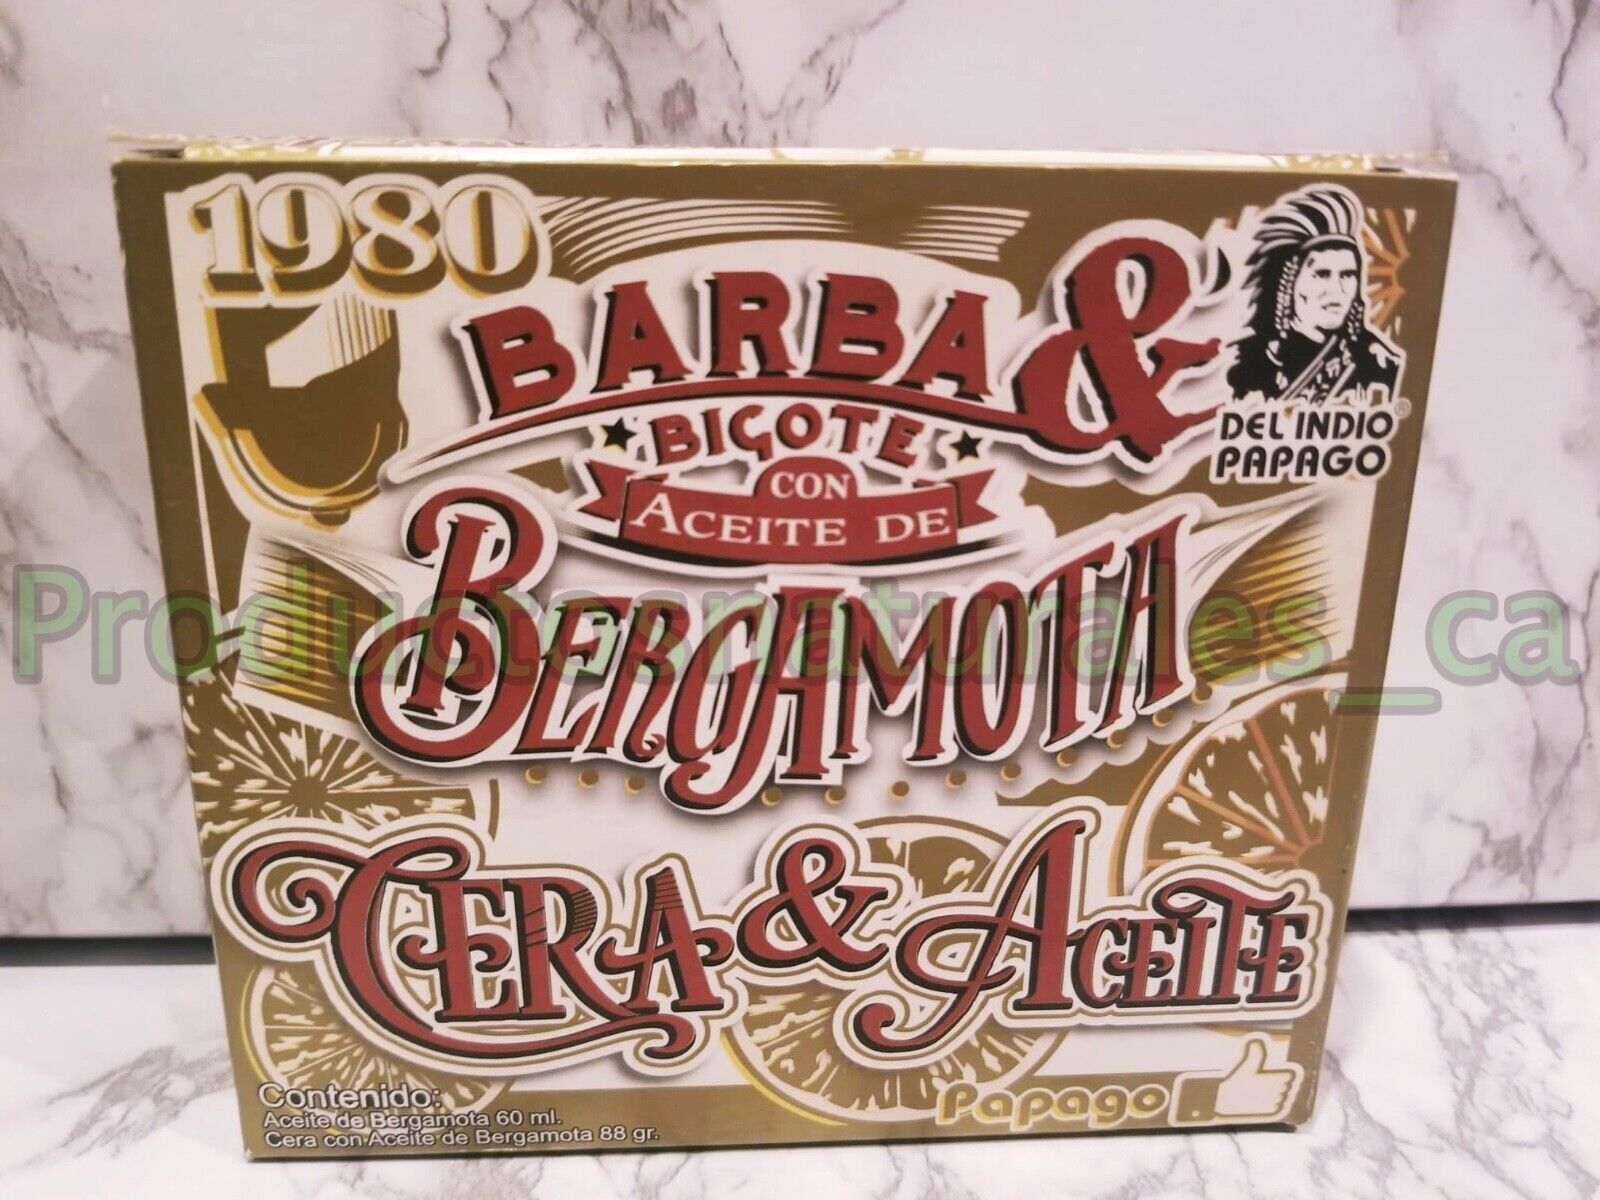 1980
BARBA &
BIGOTE
CON
ACEITE DE
BERGAMOTA
CERA & ACEITE
DEL INDIO®
PAPAGO
Productosnaturales_ca
Contenido:
Aceite de Bergamota 60 ml.
Cera con Aceite de Bergamota 88 gr.
Papago